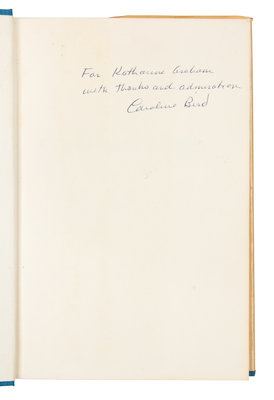 For Katharine Graham
with thanks and admiration
Caroline Bird